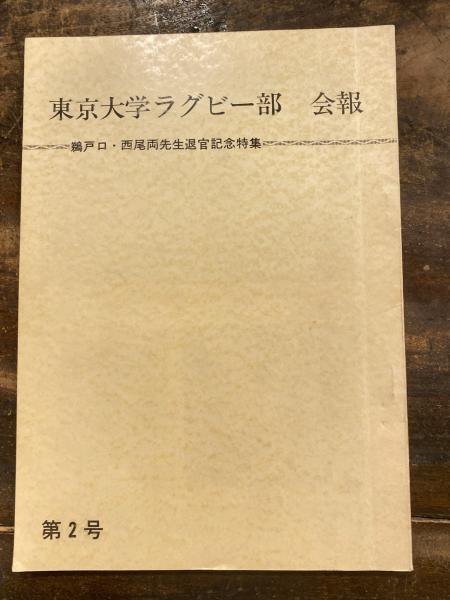 東京大学ラグビー部　会報
鵜戸口・西尾両先生退官記念特集
第2号